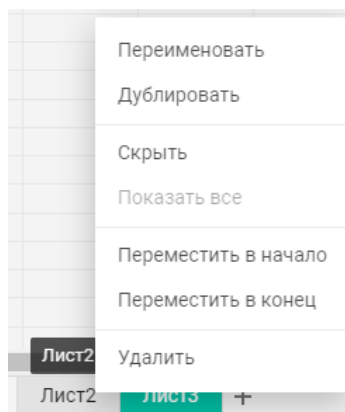 Переименовать
Дублировать
Скрыть
Показать все
Переместить в начало
Переместить в конец
Удалить
Лист2
Лист2 Лист3 +